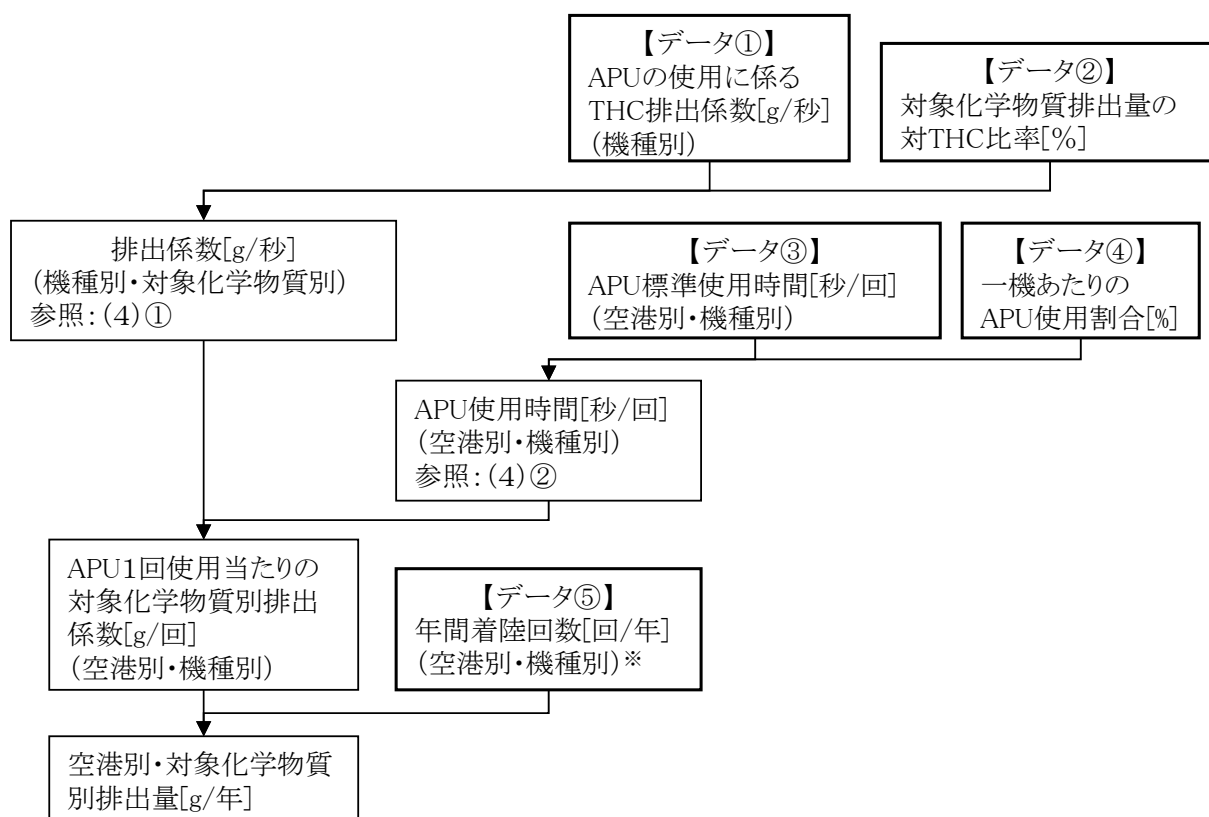 【データ①】
APUの使用に係る
THC排出係数[g/秒]
(機種別)
【データ②】
対象化学物質排出量の
対THC比率[%]
排出係数[g/秒]
(機種別・対象化学物質別)
参照:(4)①
【データ③】
APU標準使用時間[秒/回]
(空港別・機種別)
【データ④】
一機あたりの
APU使用割合[%]
APU使用時間[秒/回]
(空港別・機種別)
参照:(4)②
APU1回使用当たりの
対象化学物質別排出
係数[g/回]
(空港別・機種別)
【データ⑤】
年間着陸回数[回/年]
(空港別・機種別)※
空港別・対象化学物質
別排出量[g/年]